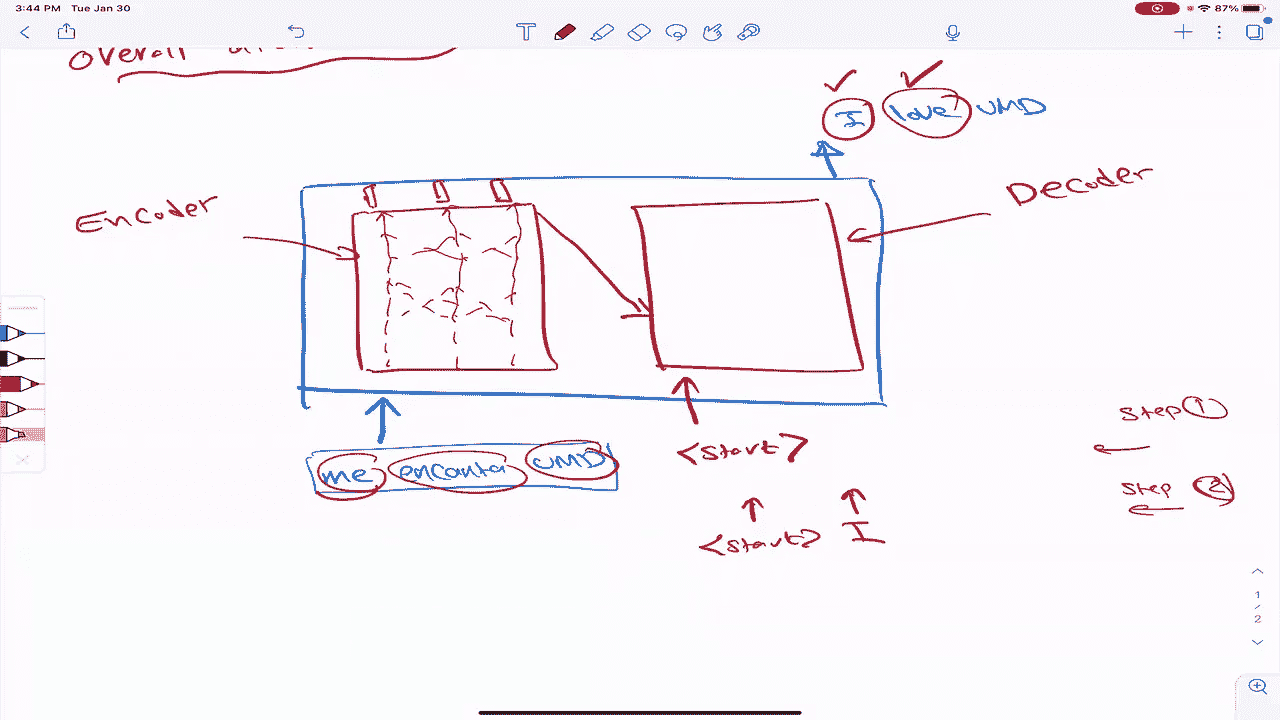 3:44 PM Tue Jan 30
87%
T
Overall
I love UMD
Encoder
Decoder
Step 1
<start>
me encanta UMD
Step 2
<start> I
1
/
2